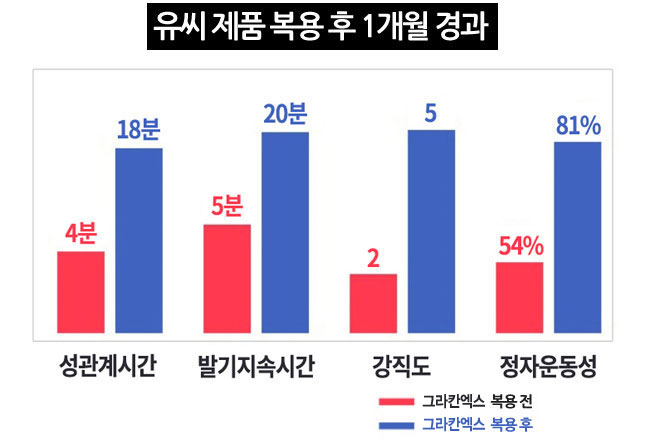 유씨 제품 복용 후 1개월 경과
4분
18분
5분
20분
2
5
54%
81%
성관계시간
발기지속시간
강직도
정자운동성
그라칸엑스 복용 전
그라칸엑스 복용 후